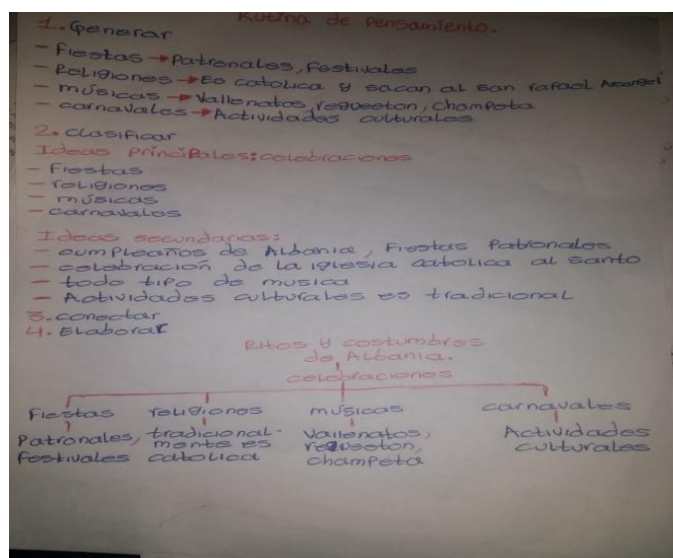 Rutina de Pensamiento.
1. Generar
- Fiestas → Patronales, Festivales
- Religiones → Es catolica y sacan al san rafael Arcangel
- músicas → Vallenatos, regueeton, Champeta
- carnavales → Actividades culturales
2. clasificar
Ideas principales: celebraciones
- Fiestas
- religiones
- músicas
- carnavales
Ideas secundarias:
- cumpleaños de Albania, Fiestas Patronales
- celebración de la iglesia catolica al santo
- todo tipo de musica
- Actividades culturales es tradicional
3. conectar
4. Elaborar
Ritos y costumbres
de Albania.
celebraciones
Fiestas religiones músicas carnavales
Patronales, tradicional- Vallenatos, Actividades
Festivales mente es regueeton, culturales
catolica champeta